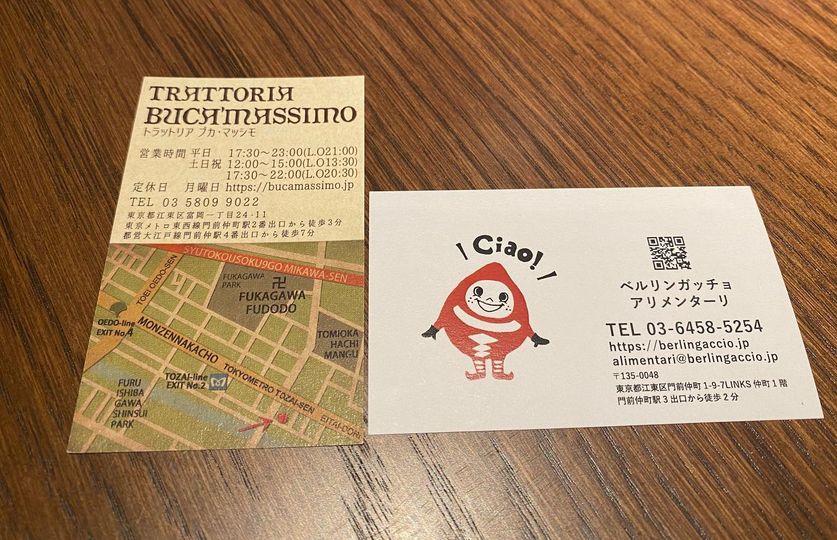 TRATTORIA
BUCA'MASSIMO
トラットリア ブカ・マッシモ
営業時間 平日 17:30〜23:00(L.O21:00)
土日祝 12:00〜15:00(L.O13:30)
17:30〜22:00(L.O20:30)
定休日 月曜日 https://bucamassimo.jp
TEL 03 5809 9022
東京都江東区富岡一丁目24-11
東京メトロ東西線門前仲町駅2番出口から徒歩3分
都営大江戸線門前仲町駅4番出口から徒歩7分
SYUTOKOUSOKU9GO MIKAWA-SEN
TOEI OEDO-SEN
FUKAGAWA
PARK
卍
FUKAGAWA
FUDODO
OEDO-line
EXIT No.4
MONZENNAKACHO
TOMIOKA
HACHI
MANGU
TOKYOMETRO TOZAI-SEN
TOZAI-line
EXIT No.2
FURU
ISHIBA
GAWA
SHINSUI
PARK
EITAI-DORI
\ Ciao! /
ベルリンガッチョ
アリメンターリ
TEL 03-6458-5254
https://berlingaccio.jp
alimentari@berlingaccio.jp
〒135-0048
東京都江東区門前仲町1-9-7LINKS 仲町1階
門前仲町駅3出口から徒歩2分